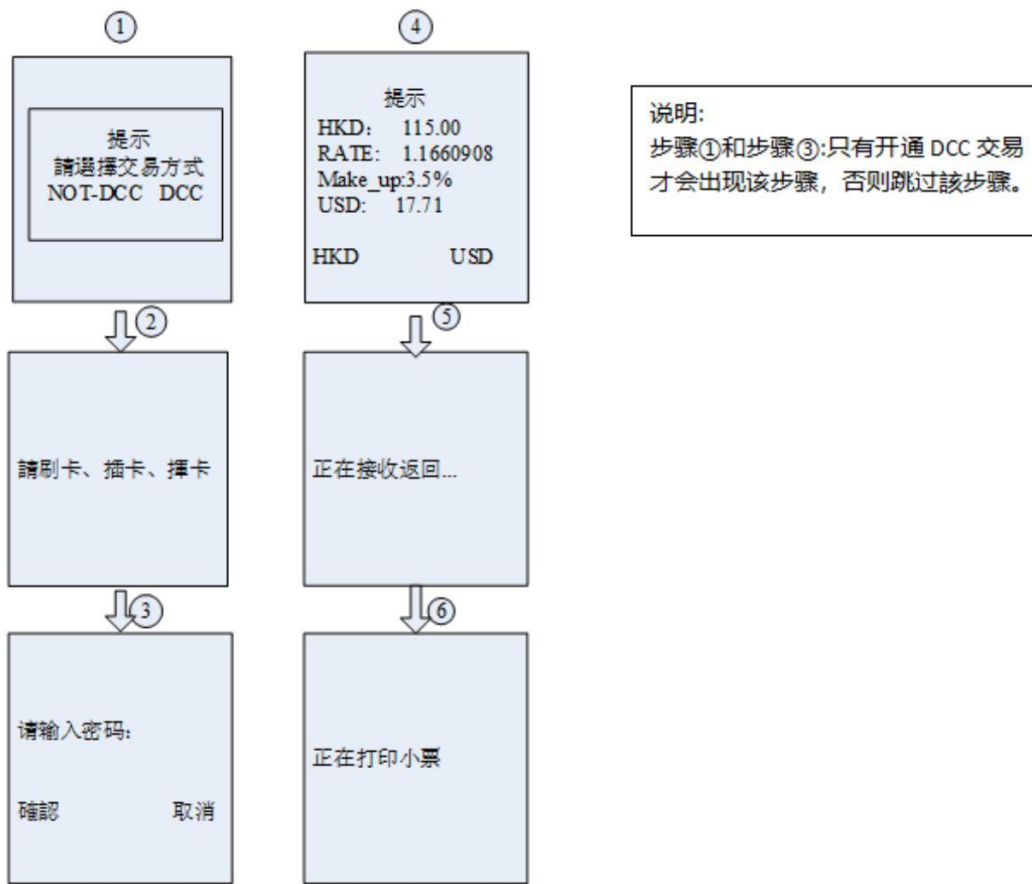 ①
提示
請選擇交易方式
NOT-DCC DCC
②
請刷卡、插卡、揮卡
③
请输入密码:
確認 取消
④
提示
HKD: 115.00
RATE: 1.1660908
Make_up:3.5%
USD: 17.71
HKD USD
⑤
正在接收返回...
⑥
正在打印小票
说明:
步骤①和步骤③:只有开通 DCC 交易
才会出现该步骤，否则跳过該步骤。